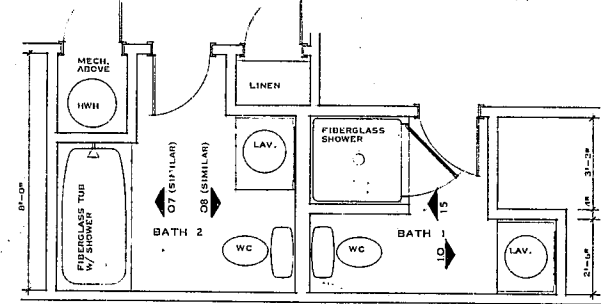 MECH.
ABOVE
HWH
LINEN
LAV.
FIBERGLASS
SHOWER
FIBERGLASS TUB
W/ SHOWER
07 (SIMILAR)
08 (SIMILAR)
BATH 2
WC
WC
BATH 1
15
10
LAV.
8'-0"
3'-2"
4"
2'-6"